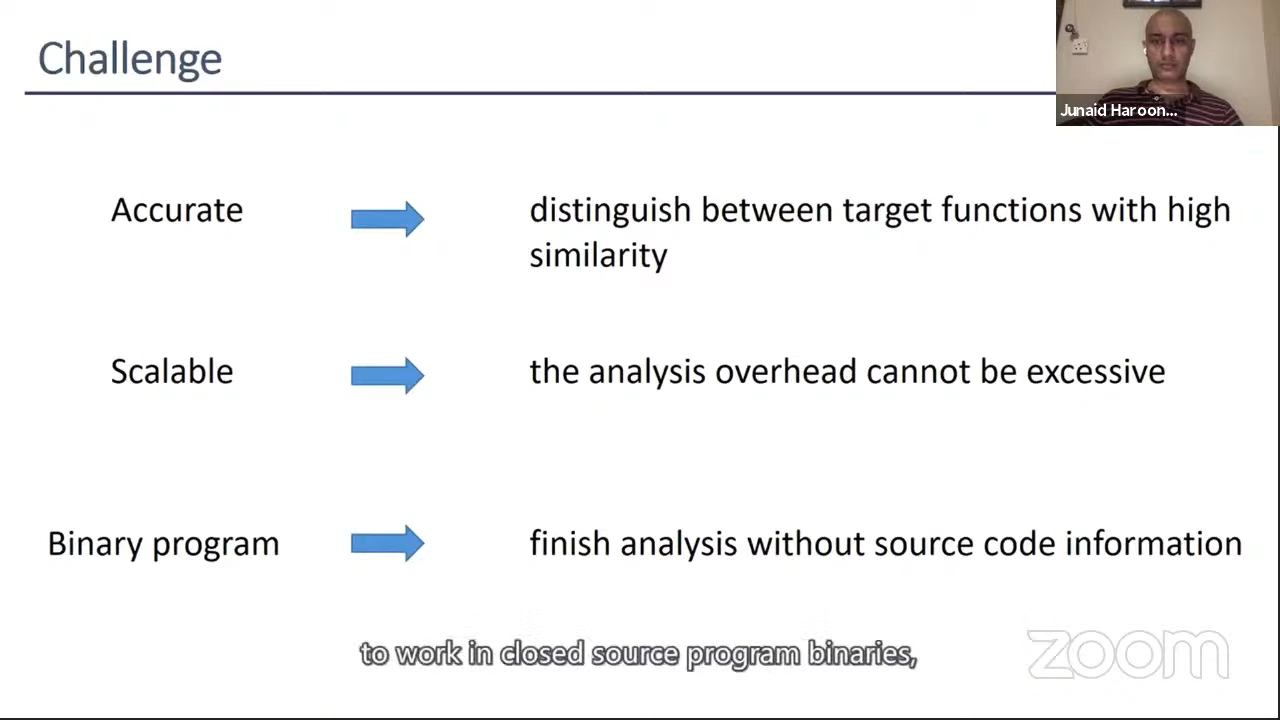 Challenge
Junaid Haroon...
Accurate
distinguish between target functions with high
similarity
Scalable
the analysis overhead cannot be excessive
Binary program
finish analysis without source code information
to work in closed source program binaries,
zoom